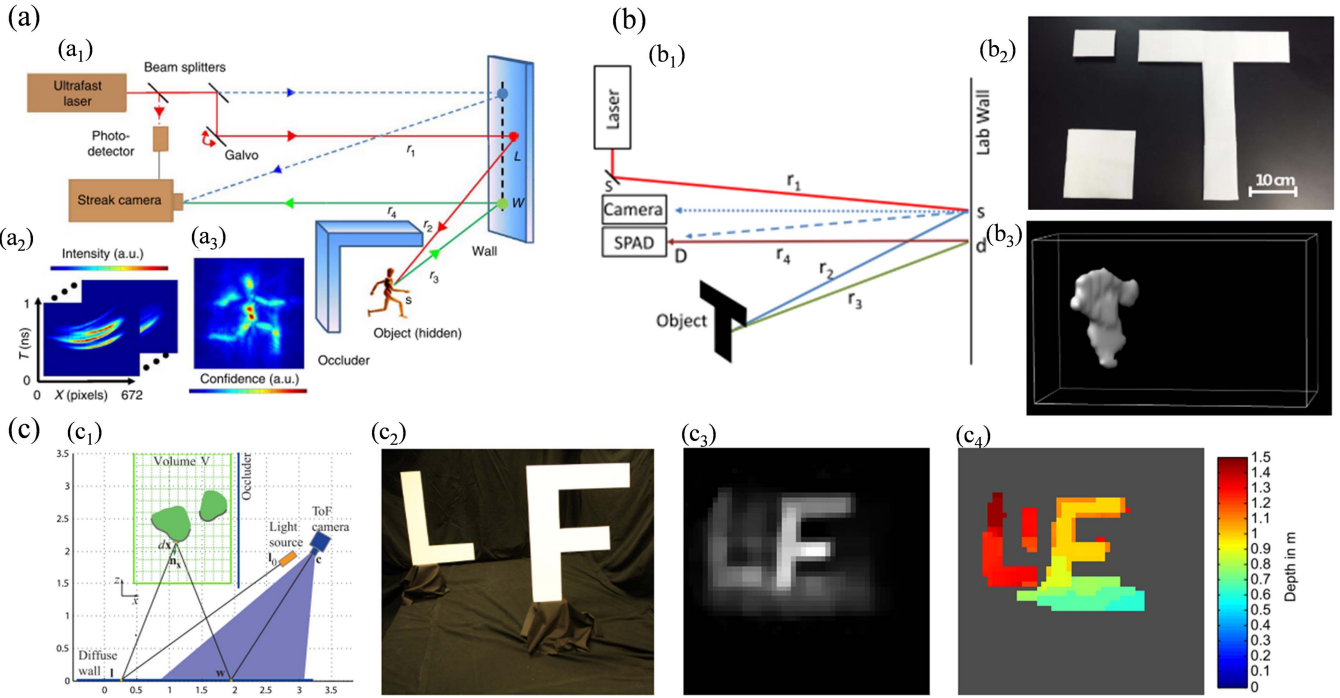 (a)
(a1)
Beam splitters
Ultrafast
laser
Photo-
detector
Galvo
r1
L
Streak camera
W
r4
r2
r3
Wall
s
Object (hidden)
Occluder
(a2)
Intensity (a.u.)
1
T (ns)
0
0 X (pixels) 672
(a3)
Confidence (a.u.)
(b)
(b1)
Laser
S
r1
Lab Wall
Camera
s
SPAD
D
d
r4
r2
r3
Object
(b2)
10 cm
(b3)
(c)
(c1)
3.5
3
2.5
2
1.5
1
0.5
0
Volume V
Occluder
ToF
camera
Light
source
l0
c
dx
nx
z
x
Diffuse
wall
l
w
0 0.5 1 1.5 2 2.5 3 3.5
(c2)
L F
(c3)
L F
(c4)
L F
1.5
1.4
1.3
1.2
1.1
1
0.9
0.8
0.7
0.6
0.5
0.4
0.3
0.2
0.1
0
Depth in m